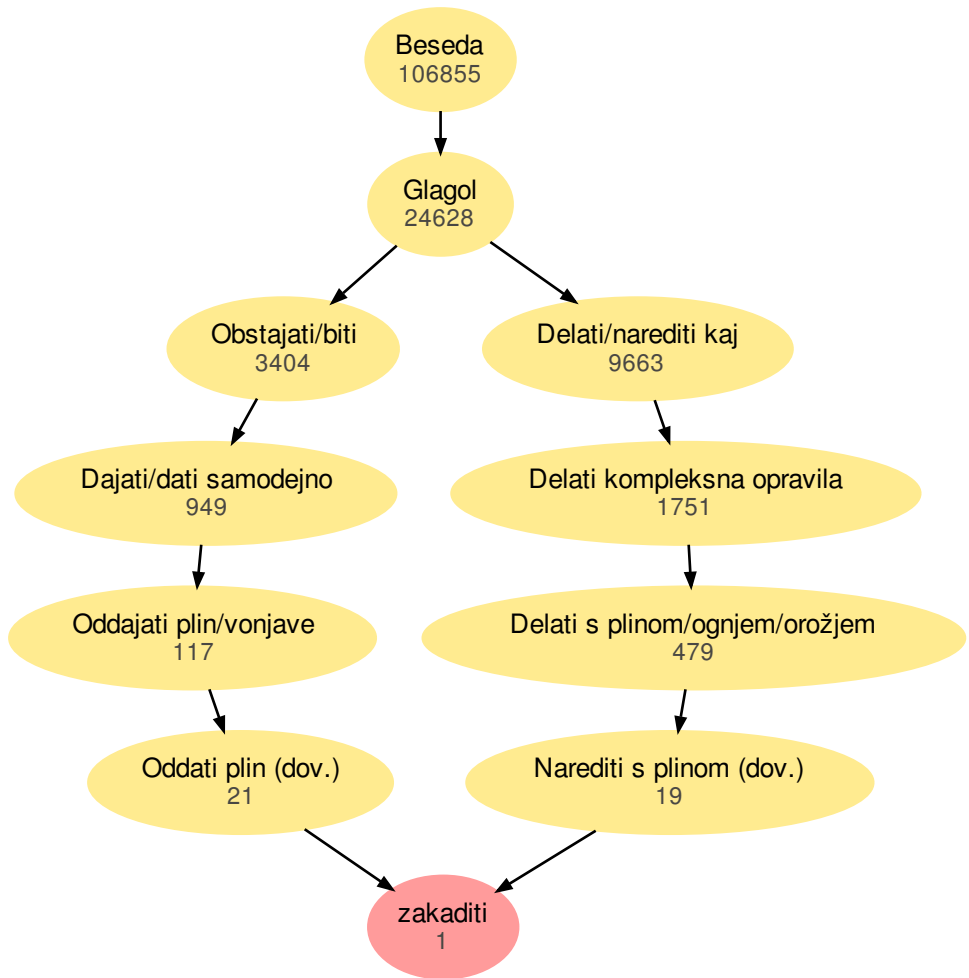 Beseda
106855
Glagol
24628
Obstajati/biti
3404
Delati/narediti kaj
9663
Dajati/dati samodejno
949
Delati kompleksna opravila
1751
Oddajati plin/vonjave
117
Delati s plinom/ognjem/orožjem
479
Oddati plin (dov.)
21
Narediti s plinom (dov.)
19
zakaditi
1